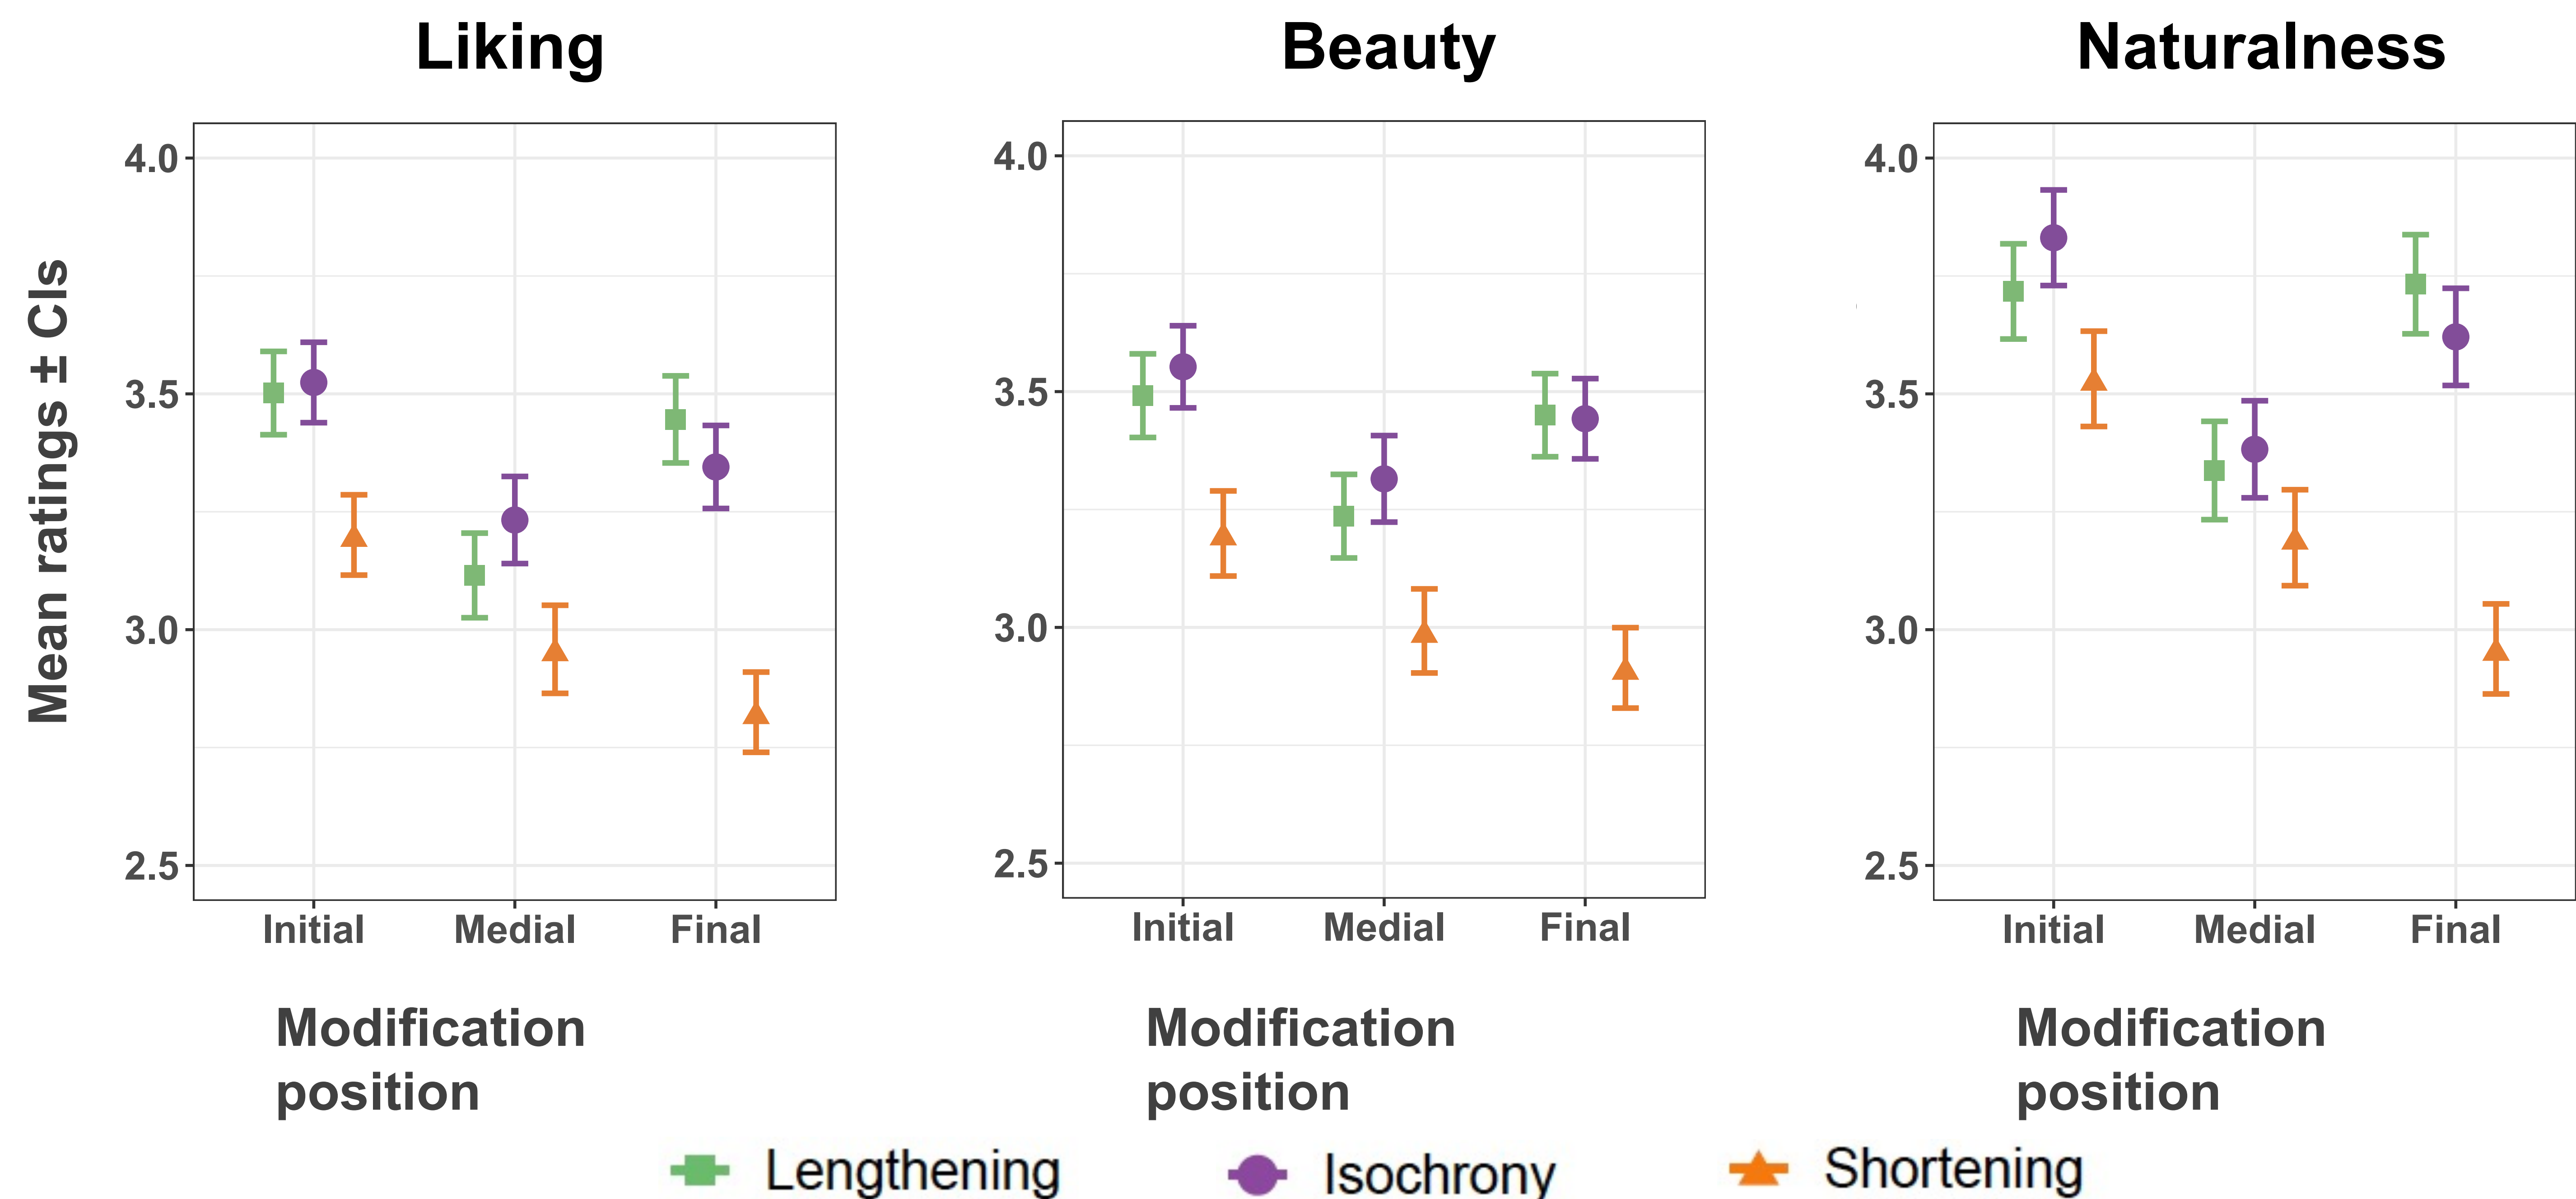 Liking
Beauty
Naturalness
Mean ratings ± CIs
4.0
3.5
3.0
2.5
Initial Medial Final
Modification
position
4.0
3.5
3.0
2.5
Initial Medial Final
Modification
position
4.0
3.5
3.0
2.5
Initial Medial Final
Modification
position
Lengthening Isochrony Shortening